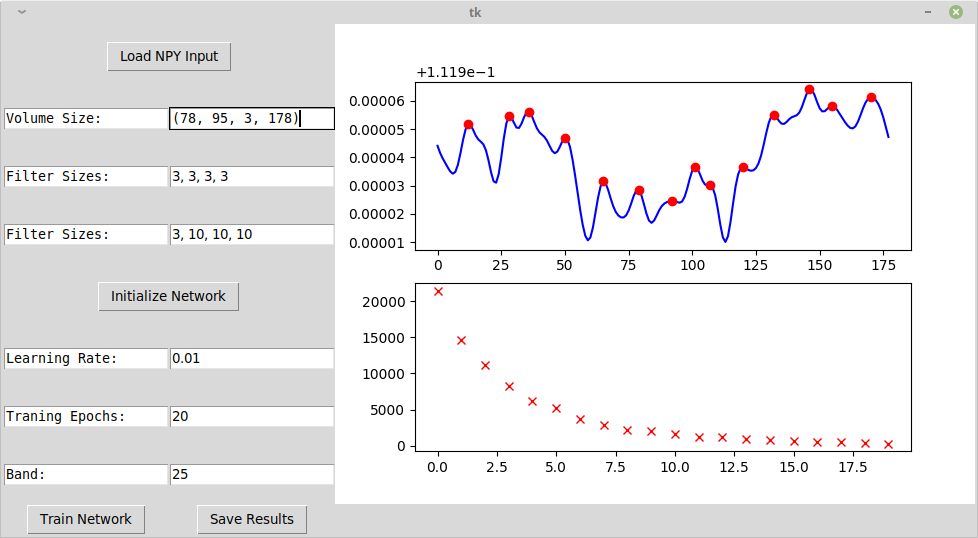 tk
Load NPY Input
Volume Size: (78, 95, 3, 178)
Filter Sizes: 3, 3, 3, 3
Filter Sizes: 3, 10, 10, 10
Initialize Network
Learning Rate: 0.01
Traning Epochs: 20
Band: 25
Train Network Save Results
+1.119e−1
0.00006
0.00005
0.00004
0.00003
0.00002
0.00001
0 25 50 75 100 125 150 175
20000
15000
10000
5000
0
0.0 2.5 5.0 7.5 10.0 12.5 15.0 17.5